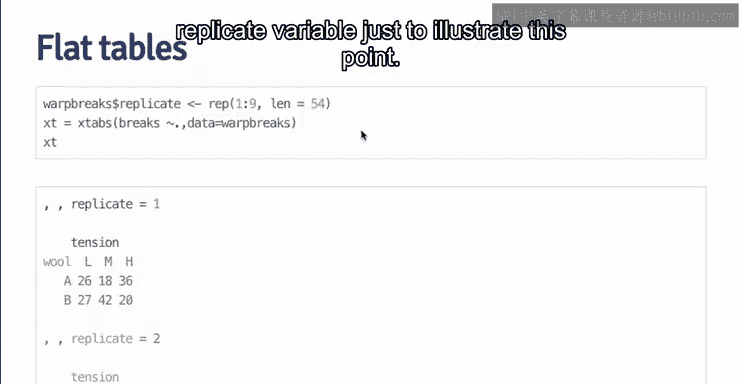 replicate variable just to illustrate this
point.
Flat tables
warpbreaks$replicate <- rep(1:9, len = 54)
xt = xtabs(breaks ~.,data=warpbreaks)
xt
, , replicate = 1
tension
wool L M H
A 26 18 36
B 27 42 20
, , replicate = 2
tension